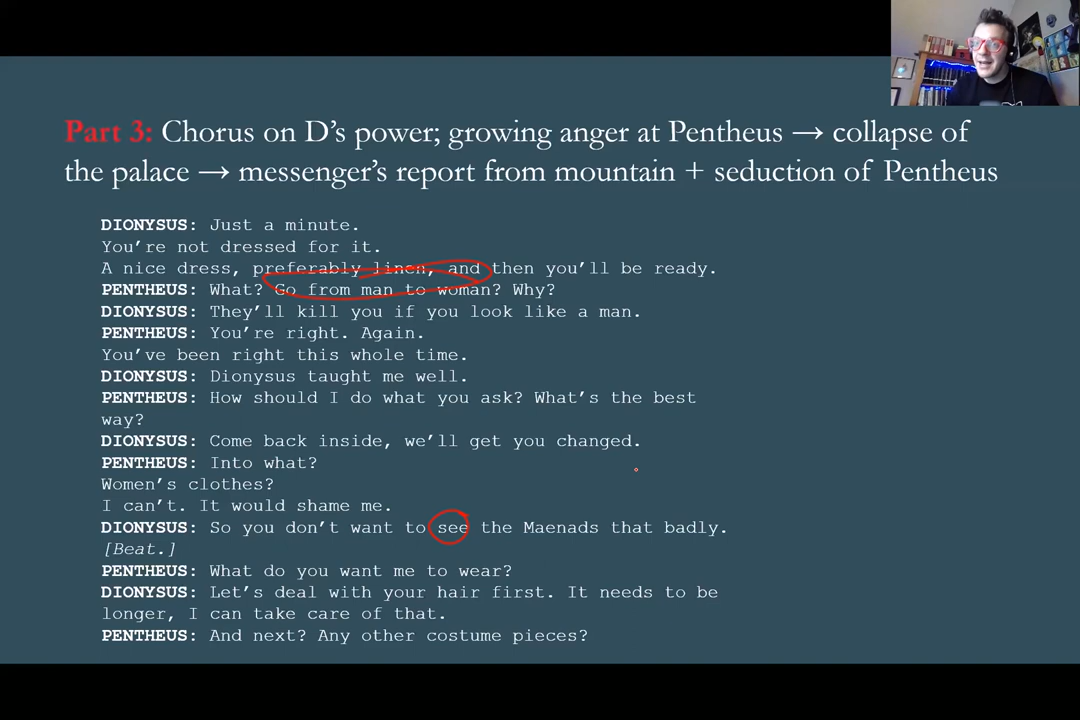 Part 3: Chorus on D’s power; growing anger at Pentheus → collapse of
the palace → messenger’s report from mountain + seduction of Pentheus
DIONYSUS: Just a minute.
You’re not dressed for it.
A nice dress, preferably linen, and then you’ll be ready.
PENTHEUS: What? Go from man to woman? Why?
DIONYSUS: They’ll kill you if you look like a man.
PENTHEUS: You’re right. Again.
You’ve been right this whole time.
DIONYSUS: Dionysus taught me well.
PENTHEUS: How should I do what you ask? What’s the best
way?
DIONYSUS: Come back inside, we’ll get you changed.
PENTHEUS: Into what?
Women’s clothes?
I can’t. It would shame me.
DIONYSUS: So you don’t want to see the Maenads that badly.
[Beat.]
PENTHEUS: What do you want me to wear?
DIONYSUS: Let’s deal with your hair first. It needs to be
longer, I can take care of that.
PENTHEUS: And next? Any other costume pieces?